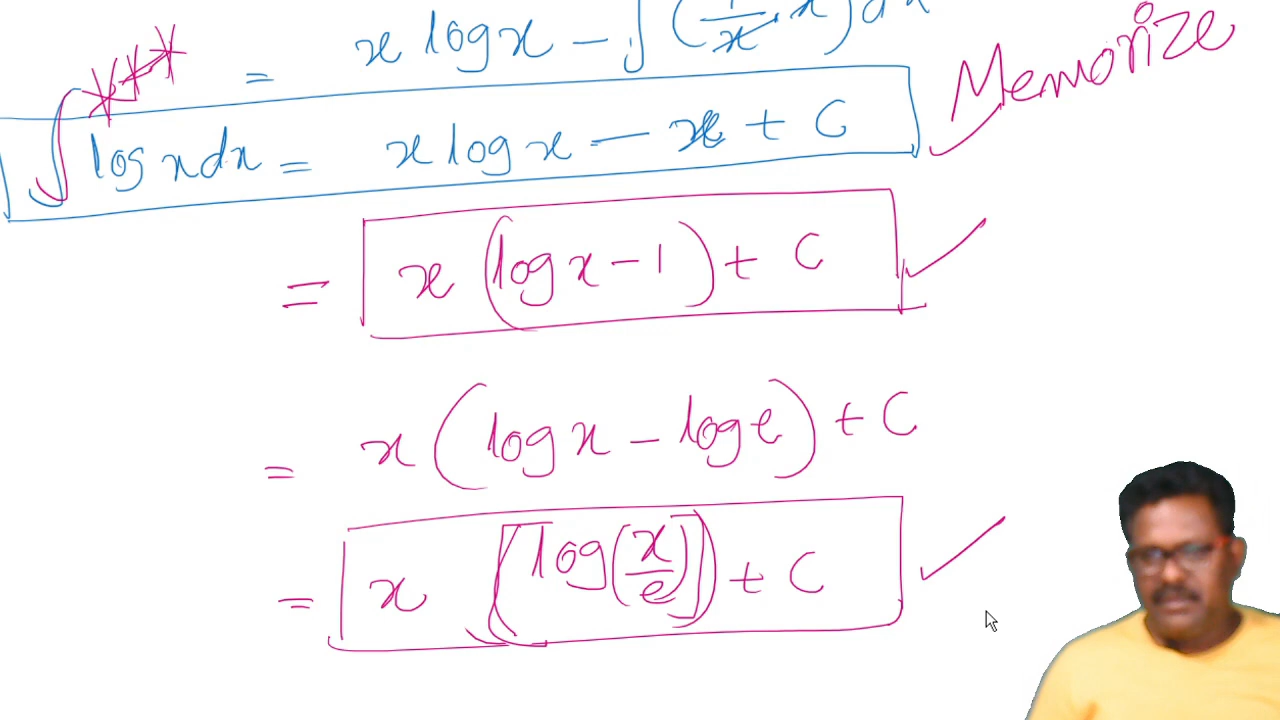 = x log x - ∫ (1/x · x) dx
Memorize
*** ∫ log x dx = x log x - x + C
= x (log x - 1) + C
= x (log x - log e) + C
= x [log (x/e)] + C